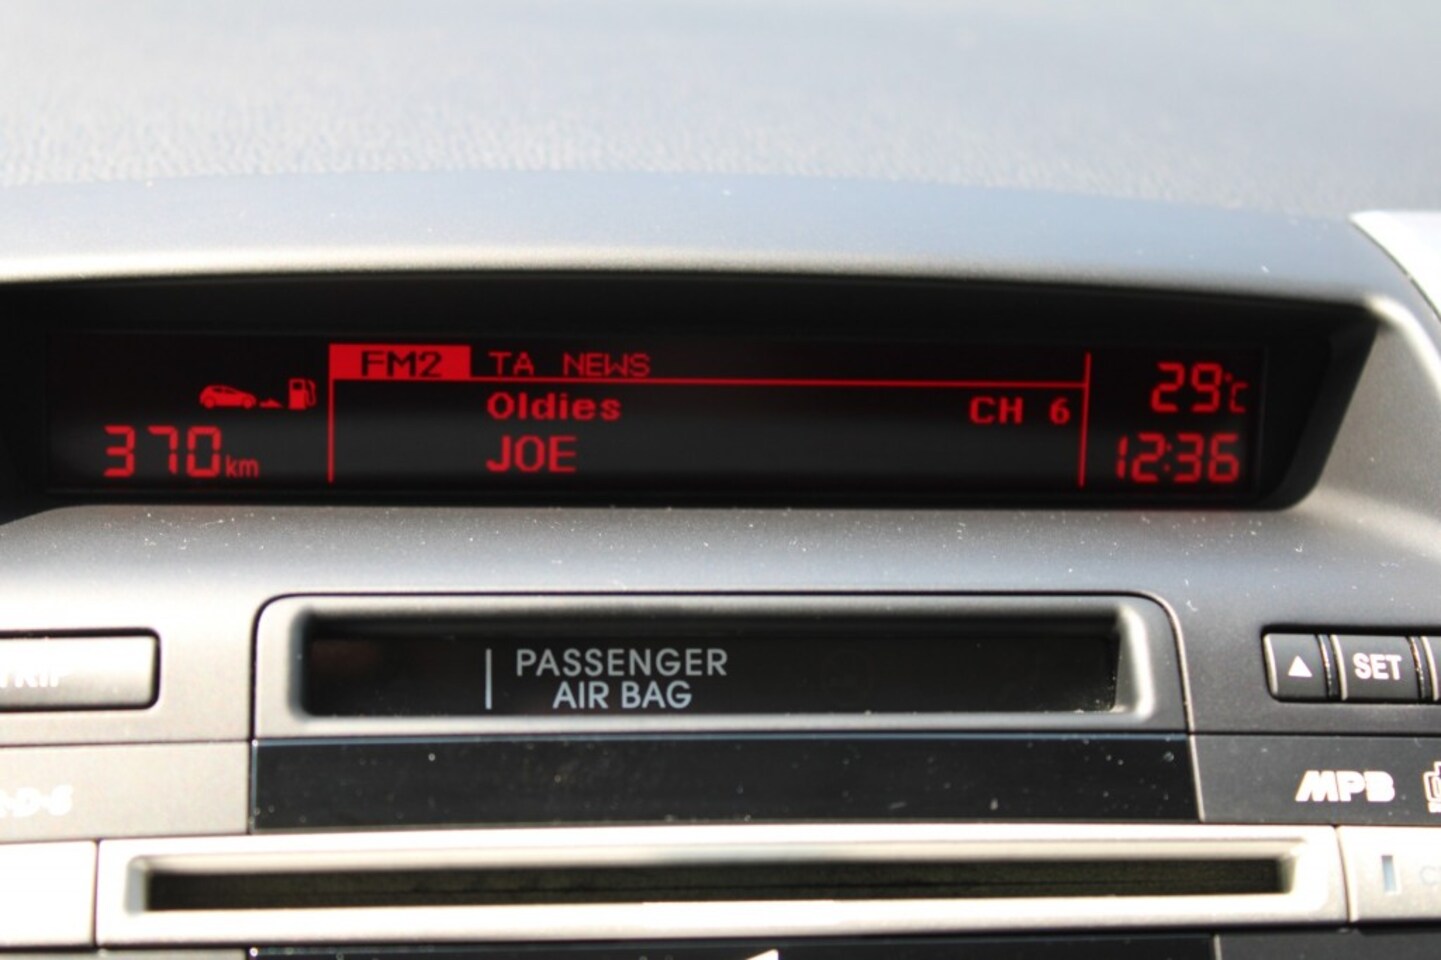 FM2 TA NEWS
Oldies CH 6
JOE
370km
29°C
12:36
PASSENGER
AIR BAG
SET
MPB